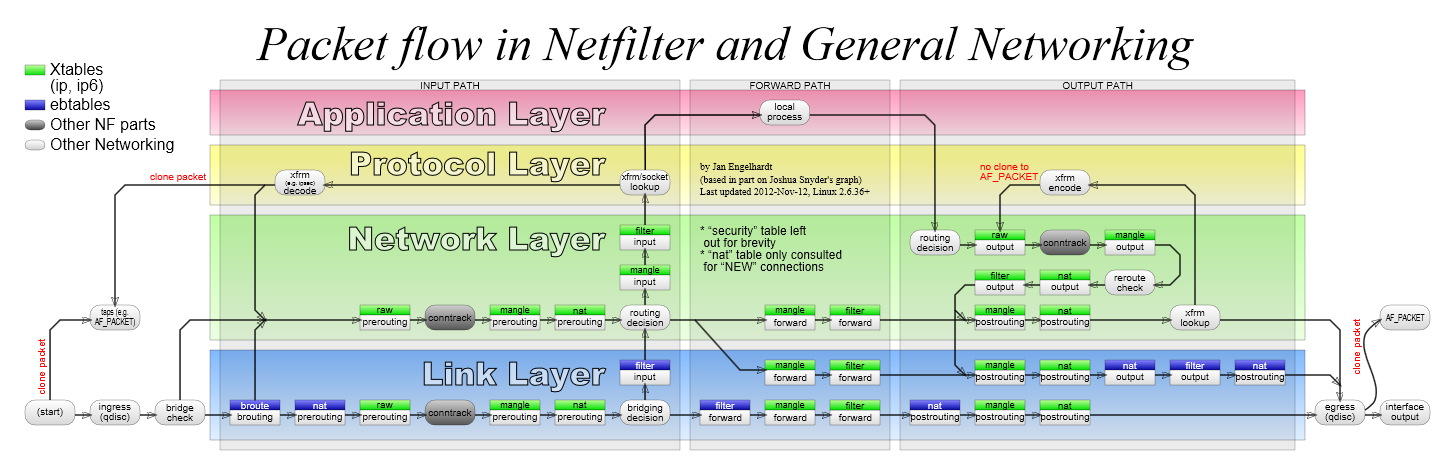 Packet flow in Netfilter and General Networking
Xtables
(ip, ip6)
ebtables
Other NF parts
Other Networking
INPUT PATH
FORWARD PATH
OUTPUT PATH
Application Layer
local
process
Protocol Layer
clone packet
xfrm
(e.g. ipsec)
decode
xfrm/socket
lookup
by Jan Engelhardt
(based in part on Joshua Snyder's graph)
Last updated 2012-Nov-12, Linux 2.6.36+
no clone to
AF_PACKET
xfrm
encode
Network Layer
filter
input
mangle
input
* “security” table left
out for brevity
* “nat” table only consulted
for “NEW” connections
routing
decision
raw
output
conntrack
mangle
output
filter
output
nat
output
reroute
check
taps (e.g.
AF_PACKET)
raw
prerouting
conntrack
mangle
prerouting
nat
prerouting
routing
decision
mangle
forward
filter
forward
mangle
postrouting
nat
postrouting
xfrm
lookup
AF_PACKET
clone packet
clone packet
Link Layer
filter
input
mangle
forward
filter
forward
mangle
postrouting
nat
postrouting
nat
output
filter
output
nat
postrouting
(start)
ingress
(qdisc)
bridge
check
broute
brouting
nat
prerouting
raw
prerouting
conntrack
mangle
prerouting
nat
prerouting
bridging
decision
filter
forward
mangle
forward
filter
forward
nat
postrouting
mangle
postrouting
nat
postrouting
egress
(qdisc)
interface
output